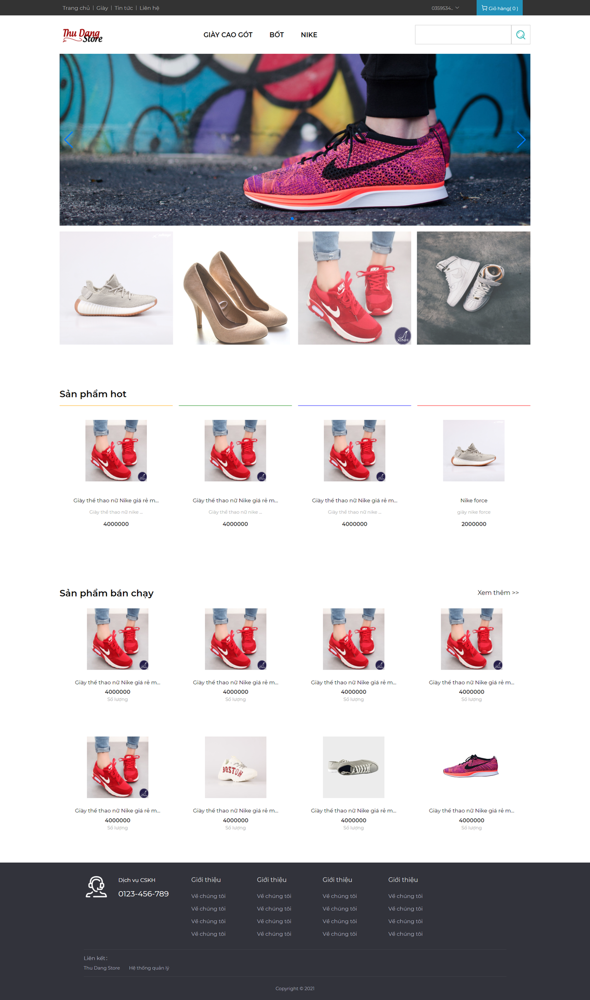 Trang chủ | Giày | Tin tức | Liên hệ
0359534..
Giỏ hàng( 0 )
Thu Dang
Store
GIÀY CAO GÓT BỐT NIKE
NIKE
NIKE
XINH
Sản phẩm hot
Giày thể thao nữ Nike giá rẻ m... Giày thể thao nữ Nike giá rẻ m... Giày thể thao nữ Nike giá rẻ m... Nike force
Giày thể thao nữ nike ... Giày thể thao nữ nike ... Giày thể thao nữ nike ... giày nike force
4000000 4000000 4000000 2000000
Sản phẩm bán chạy
Xem thêm >>
Giày thể thao nữ Nike giá rẻ m... Giày thể thao nữ Nike giá rẻ m... Giày thể thao nữ Nike giá rẻ m... Giày thể thao nữ Nike giá rẻ m...
4000000 4000000 4000000 4000000
Số lượng Số lượng Số lượng Số lượng
BOSTON
Giày thể thao nữ Nike giá rẻ m... Giày thể thao nữ Nike giá rẻ m... Giày thể thao nữ Nike giá rẻ m... Giày thể thao nữ Nike giá rẻ m...
4000000 4000000 4000000 4000000
Số lượng Số lượng Số lượng Số lượng
Dịch vụ CSKH
0123-456-789
Giới thiệu Giới thiệu Giới thiệu Giới thiệu
Về chúng tôi Về chúng tôi Về chúng tôi Về chúng tôi
Về chúng tôi Về chúng tôi Về chúng tôi Về chúng tôi
Về chúng tôi Về chúng tôi Về chúng tôi Về chúng tôi
Về chúng tôi Về chúng tôi Về chúng tôi Về chúng tôi
Liên kết:
Thu Dang Store Hệ thống quản lý
Copyright © 2021